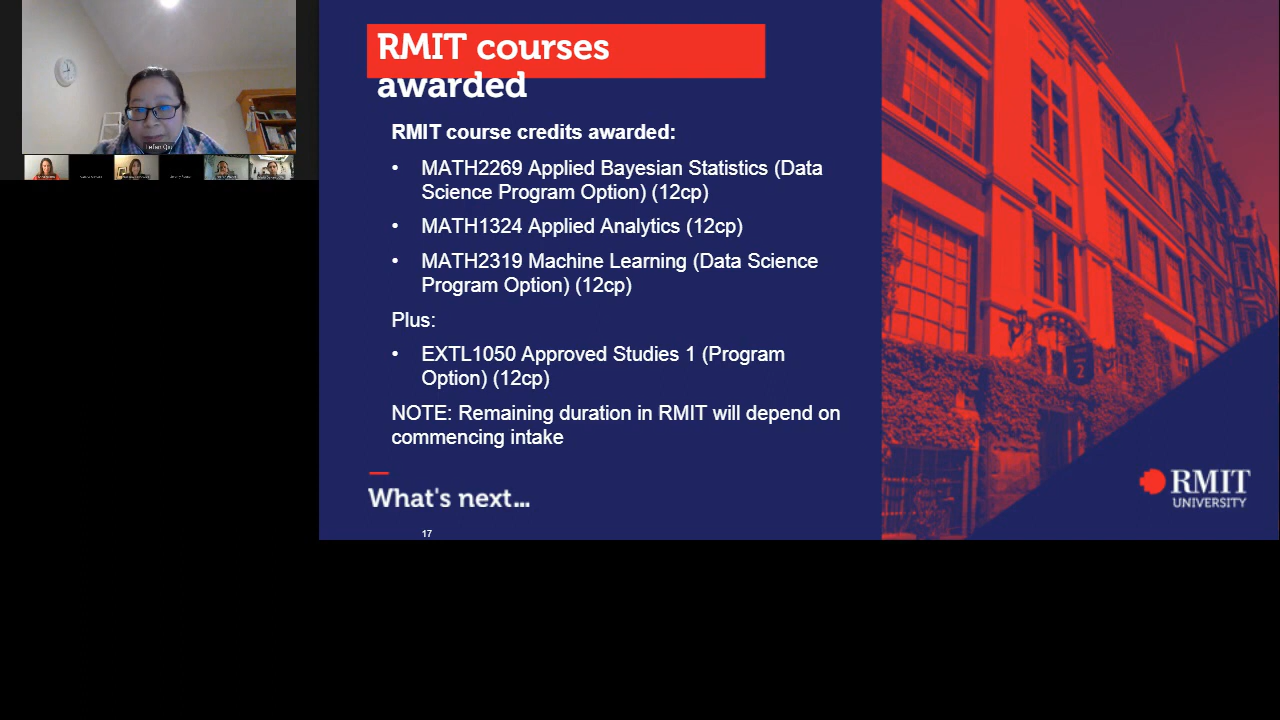 RMIT courses
awarded
RMIT course credits awarded:
• MATH2269 Applied Bayesian Statistics (Data
Science Program Option) (12cp)
• MATH1324 Applied Analytics (12cp)
• MATH2319 Machine Learning (Data Science
Program Option) (12cp)
Plus:
• EXTL1050 Approved Studies 1 (Program
Option) (12cp)
NOTE: Remaining duration in RMIT will depend on
commencing intake
What's next...
17
RMIT
UNIVERSITY
2